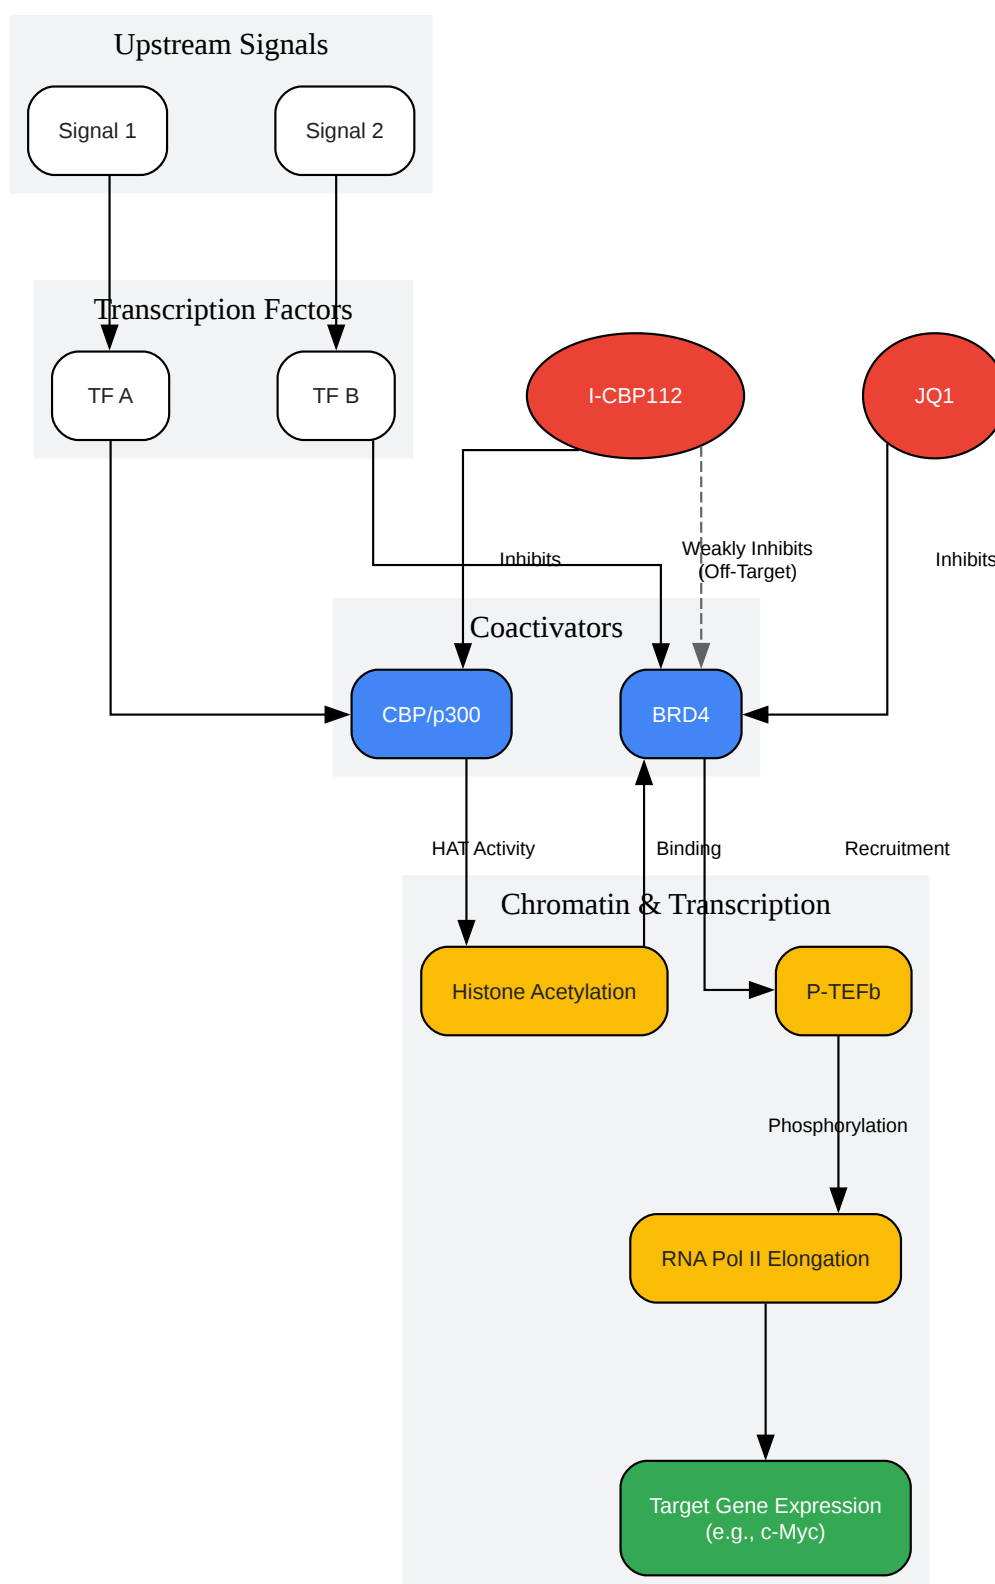 Upstream Signals
Signal 1
Signal 2
Transcription Factors
TF A
TF B
I-CBP112
JQ1
Inhibits
Weakly Inhibits
(Off-Target)
Inhibits
Coactivators
CBP/p300
BRD4
HAT Activity
Binding
Recruitment
Chromatin & Transcription
Histone Acetylation
P-TEFb
Phosphorylation
RNA Pol II Elongation
Target Gene Expression
(e.g., c-Myc)